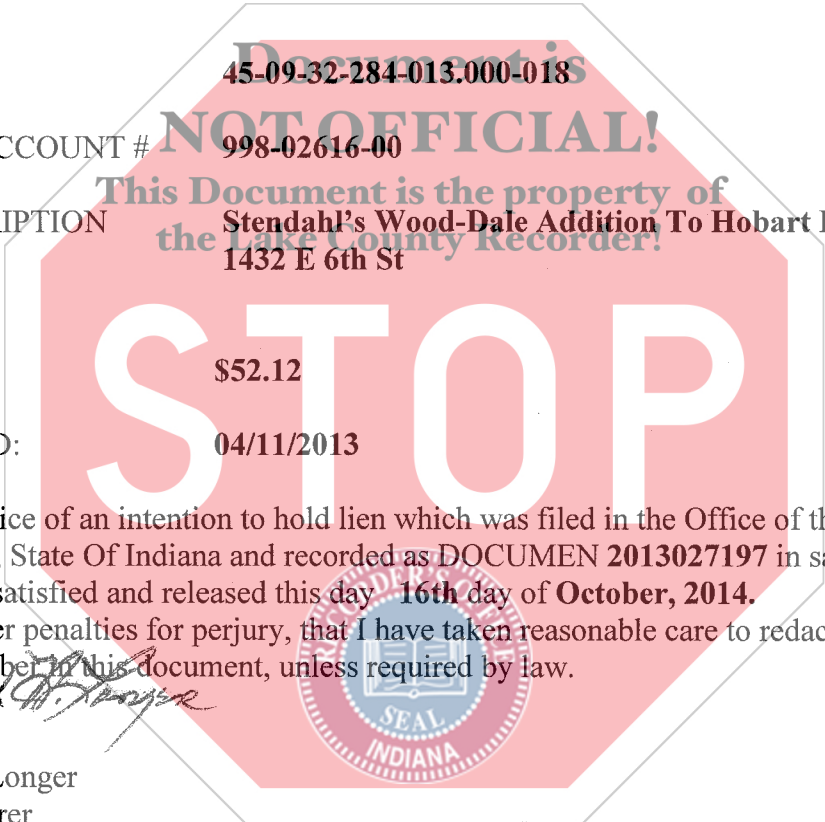 Document is
45-09-32-284-013.000-018
NOT OFFICIAL!
CCOUNT # 998-02616-00
This Document is the property of
IPTION Stendahl's Wood-Dale Addition To Hobart
the Lake County Recorder!
1432 E 6th St
STOP
$52.12
D: 04/11/2013
ice of an intention to hold lien which was filed in the Office of th
State Of Indiana and recorded as DOCUMEN 2013027197 in sa
satisfied and released this day 16th day of October, 2014.
er penalties for perjury, that I have taken reasonable care to redac
ber in this document, unless required by law.
RECORDER'S OFFICE
SEAL
INDIANA
Longer
rer